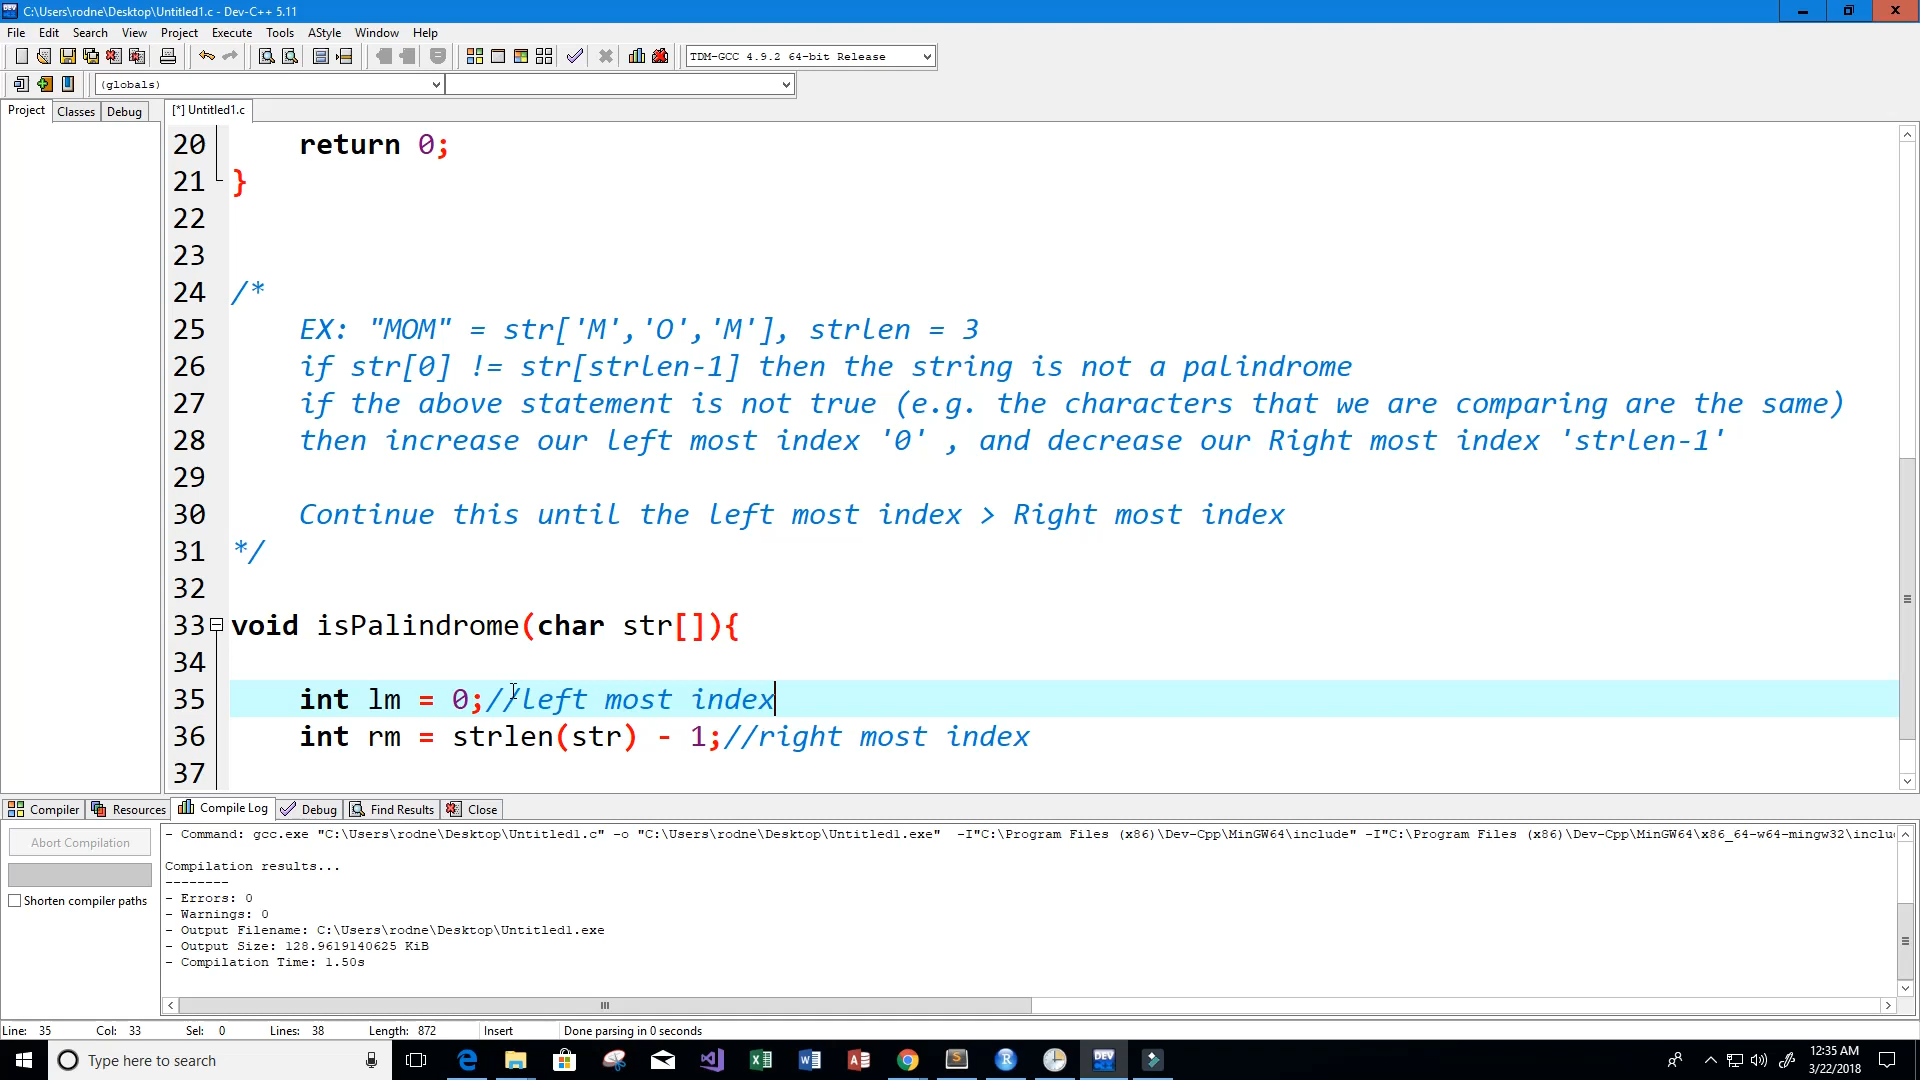 C:\Users\rodne\Desktop\Untitled1.c - Dev-C++ 5.11
File Edit Search View Project Execute Tools AStyle Window Help
TDM-GCC 4.9.2 64-bit Release
(globals)
Project Classes Debug [*] Untitled1.c
20 return 0;
21 }
22
23
24 /*
25 EX: "MOM" = str['M','O','M'], strlen = 3
26 if str[0] != str[strlen-1] then the string is not a palindrome
27 if the above statement is not true (e.g. the characters that we are comparing are the same)
28 then increase our left most index '0' , and decrease our Right most index 'strlen-1'
29
30 Continue this until the left most index > Right most index
31 */
32
33 void isPalindrome(char str[]){
34
35 int lm = 0;//left most index
36 int rm = strlen(str) - 1;//right most index
37
Compiler Resources Compile Log Debug Find Results Close
Abort Compilation
Shorten compiler paths
- Command: gcc.exe "C:\Users\rodne\Desktop\Untitled1.c" -o "C:\Users\rodne\Desktop\Untitled1.exe" -I"C:\Program Files (x86)\Dev-Cpp\MinGW64\include" -I"C:\Program Files (x86)\Dev-Cpp\MinGW64\x86_64-w64-mingw32\inclu
Compilation results...
--------
- Errors: 0
- Warnings: 0
- Output Filename: C:\Users\rodne\Desktop\Untitled1.exe
- Output Size: 128.9619140625 KiB
- Compilation Time: 1.50s
Line: 35 Col: 33 Sel: 0 Lines: 38 Length: 872 Insert Done parsing in 0 seconds
Type here to search
DEV
12:35 AM
3/22/2018